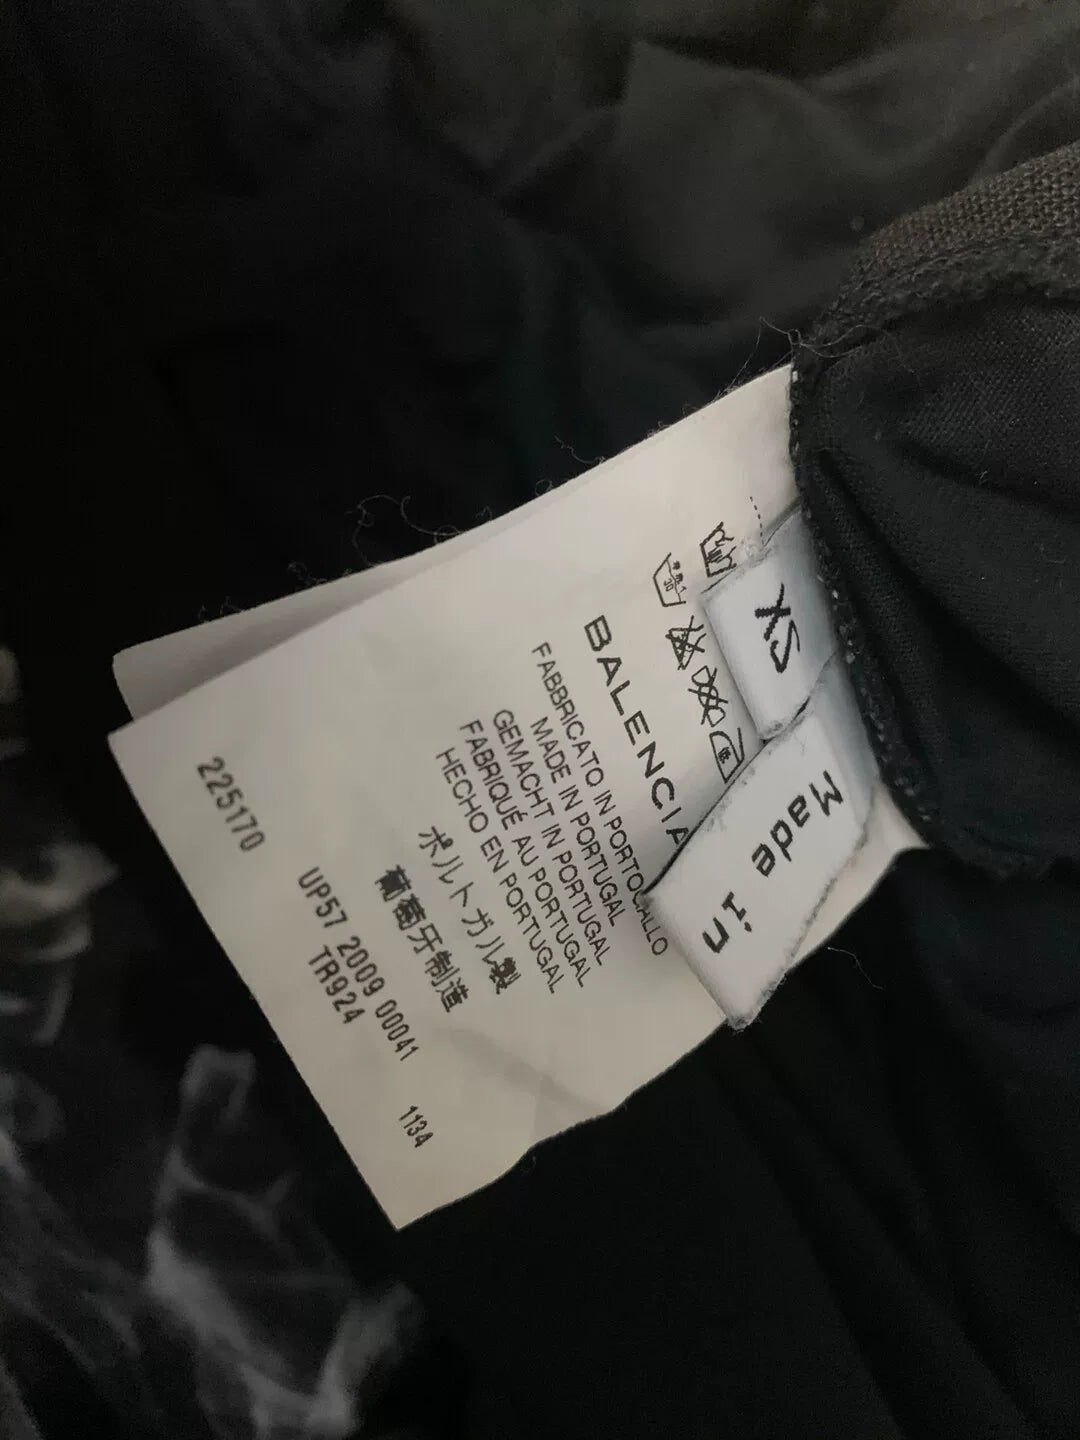 XS
Made in
BALENCIA
FABBRICATO IN PORTOGALLO
MADE IN PORTUGAL
GEMACHT IN PORTUGAL
FABRIQUÉ AU PORTUGAL
HECHO EN PORTUGAL
ポルトガル製
葡萄牙制造
225170
UP57 2009 00041
TR924
1134